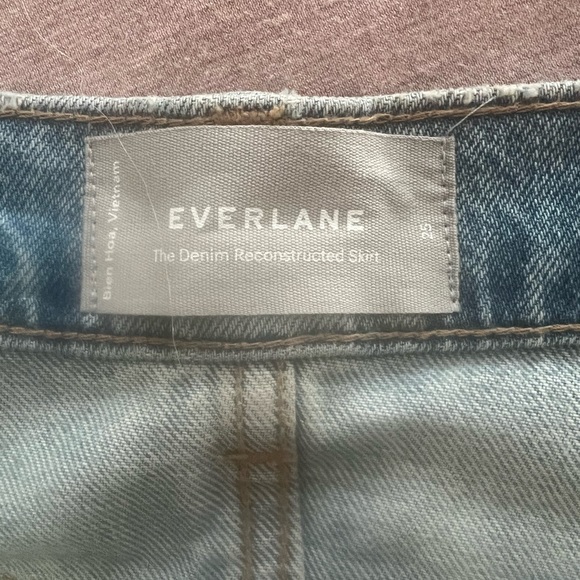 Bien Hoa, Vietnam
EVERLANE
The Denim Reconstructed Skirt
25